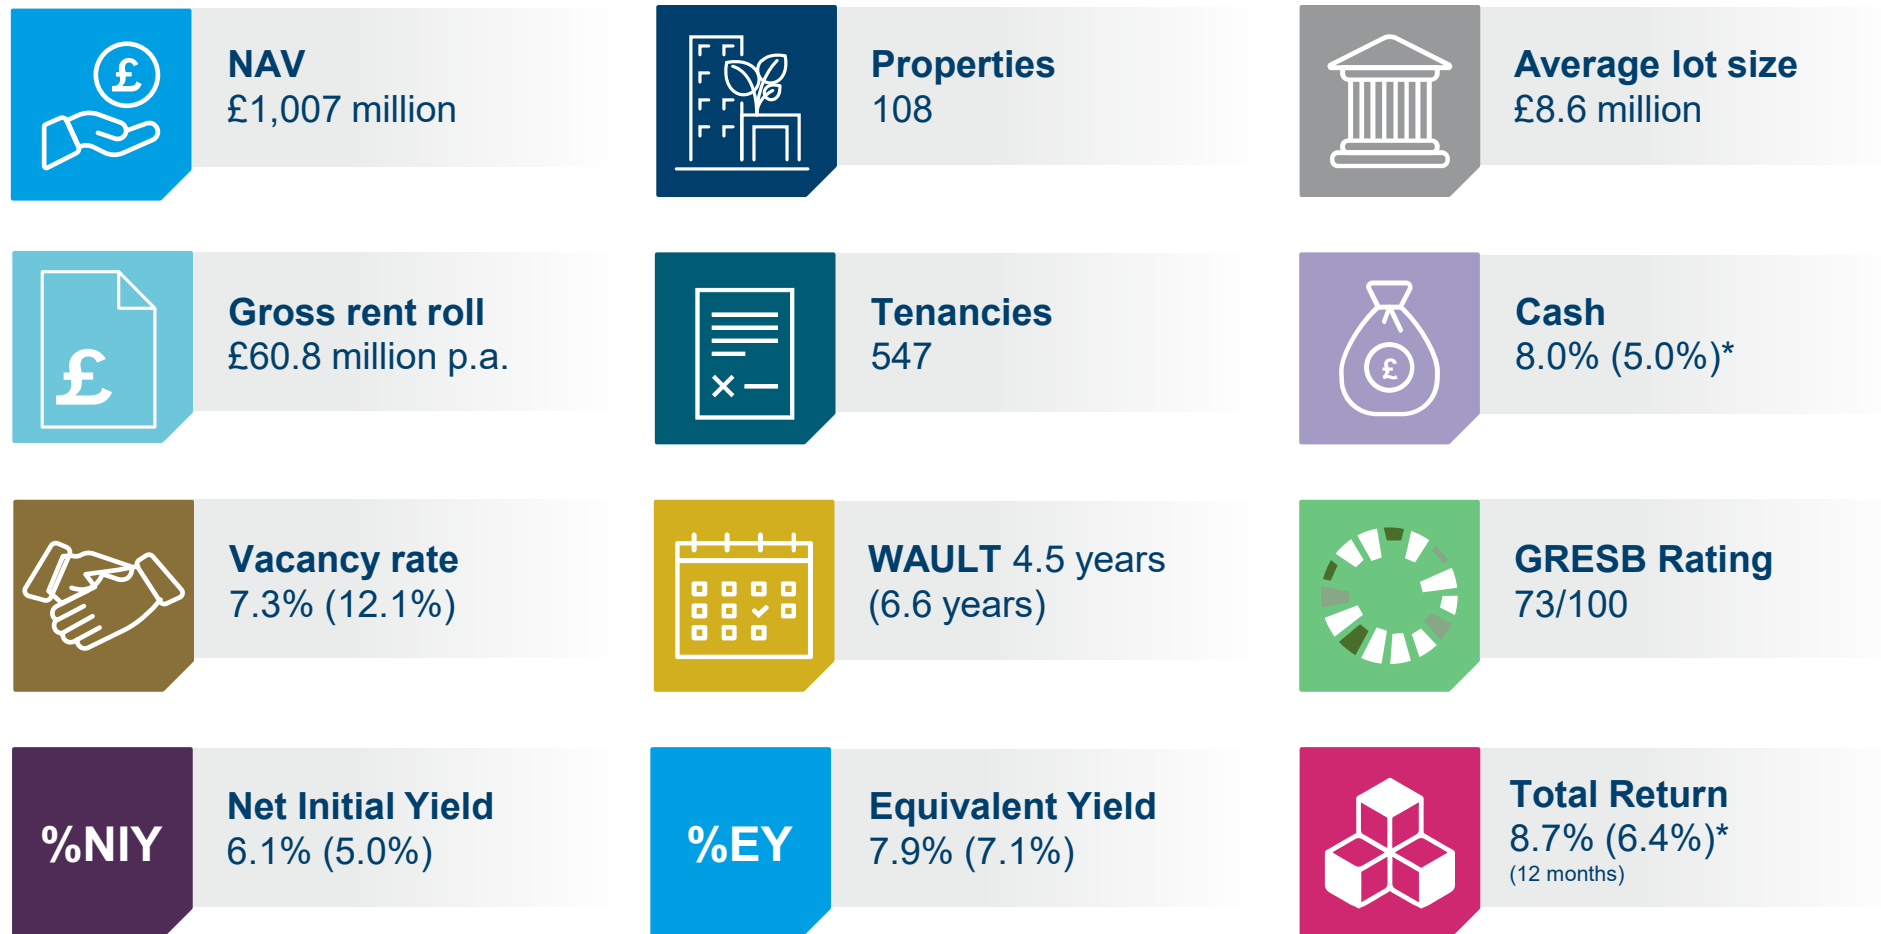 £
NAV
£1,007 million
Properties
108
Average lot size
£8.6 million
£
Gross rent roll
£60.8 million p.a.
Tenancies
547
£
Cash
8.0% (5.0%)*
Vacancy rate
7.3% (12.1%)
WAULT 4.5 years
(6.6 years)
GRESB Rating
73/100
%NIY
Net Initial Yield
6.1% (5.0%)
%EY
Equivalent Yield
7.9% (7.1%)
Total Return
8.7% (6.4%)*
(12 months)